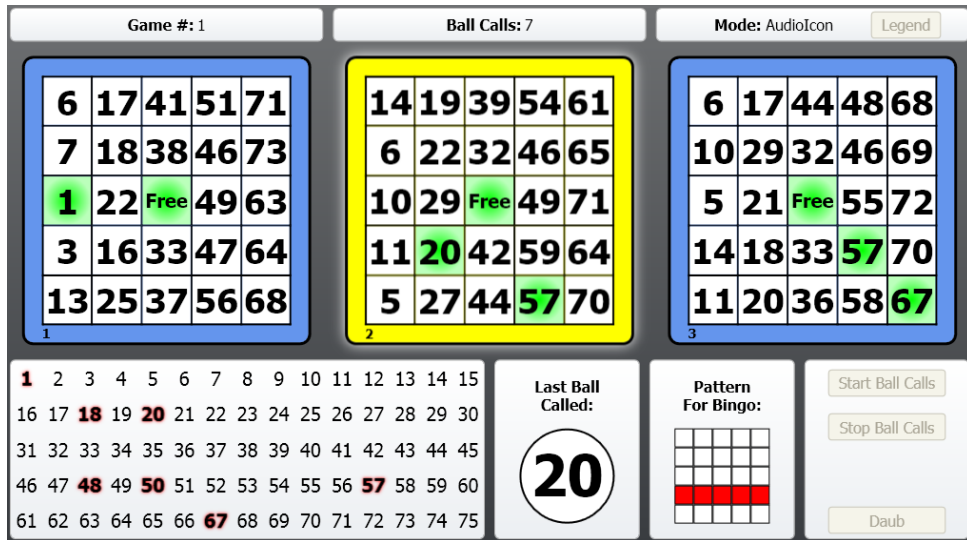 Game #: 1
Ball Calls: 7
Mode: AudioIcon
Legend
6 17 41 51 71
7 18 38 46 73
1 22 Free 49 63
3 16 33 47 64
13 25 37 56 68
1
14 19 39 54 61
6 22 32 46 65
10 29 Free 49 71
11 20 42 59 64
5 27 44 57 70
2
6 17 44 48 68
10 29 32 46 69
5 21 Free 55 72
14 18 33 57 70
11 20 36 58 67
3
1 2 3 4 5 6 7 8 9 10 11 12 13 14 15
16 17 18 19 20 21 22 23 24 25 26 27 28 29 30
31 32 33 34 35 36 37 38 39 40 41 42 43 44 45
46 47 48 49 50 51 52 53 54 55 56 57 58 59 60
61 62 63 64 65 66 67 68 69 70 71 72 73 74 75
Last Ball
Called:
20
Pattern
For Bingo:
Start Ball Calls
Stop Ball Calls
Daub